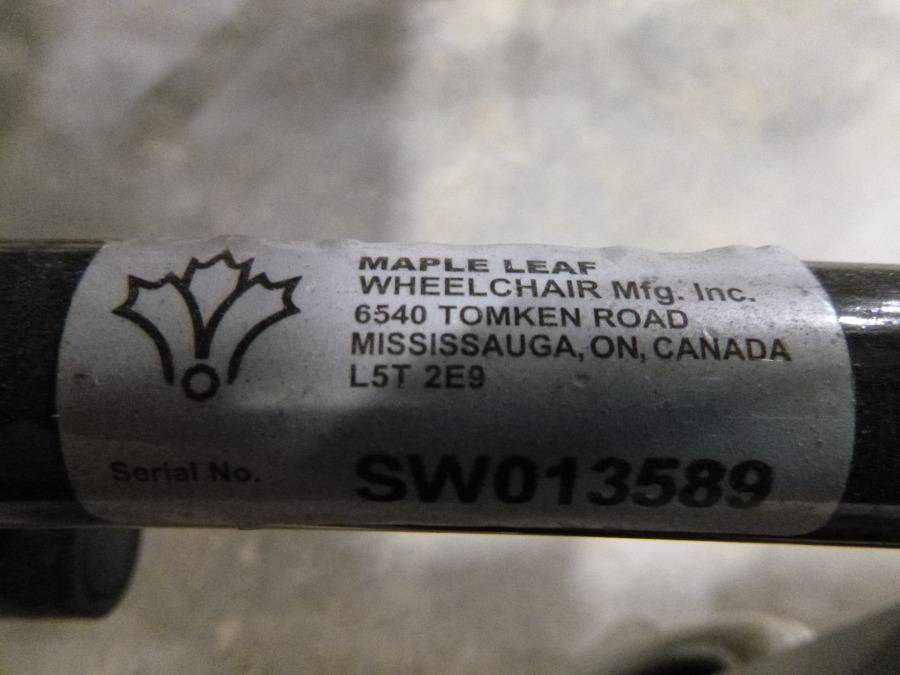 MAPLE LEAF
WHEELCHAIR Mfg. Inc.
6540 TOMKEN ROAD
MISSISSAUGA, ON, CANADA
L5T 2E9
Serial No. SW013589